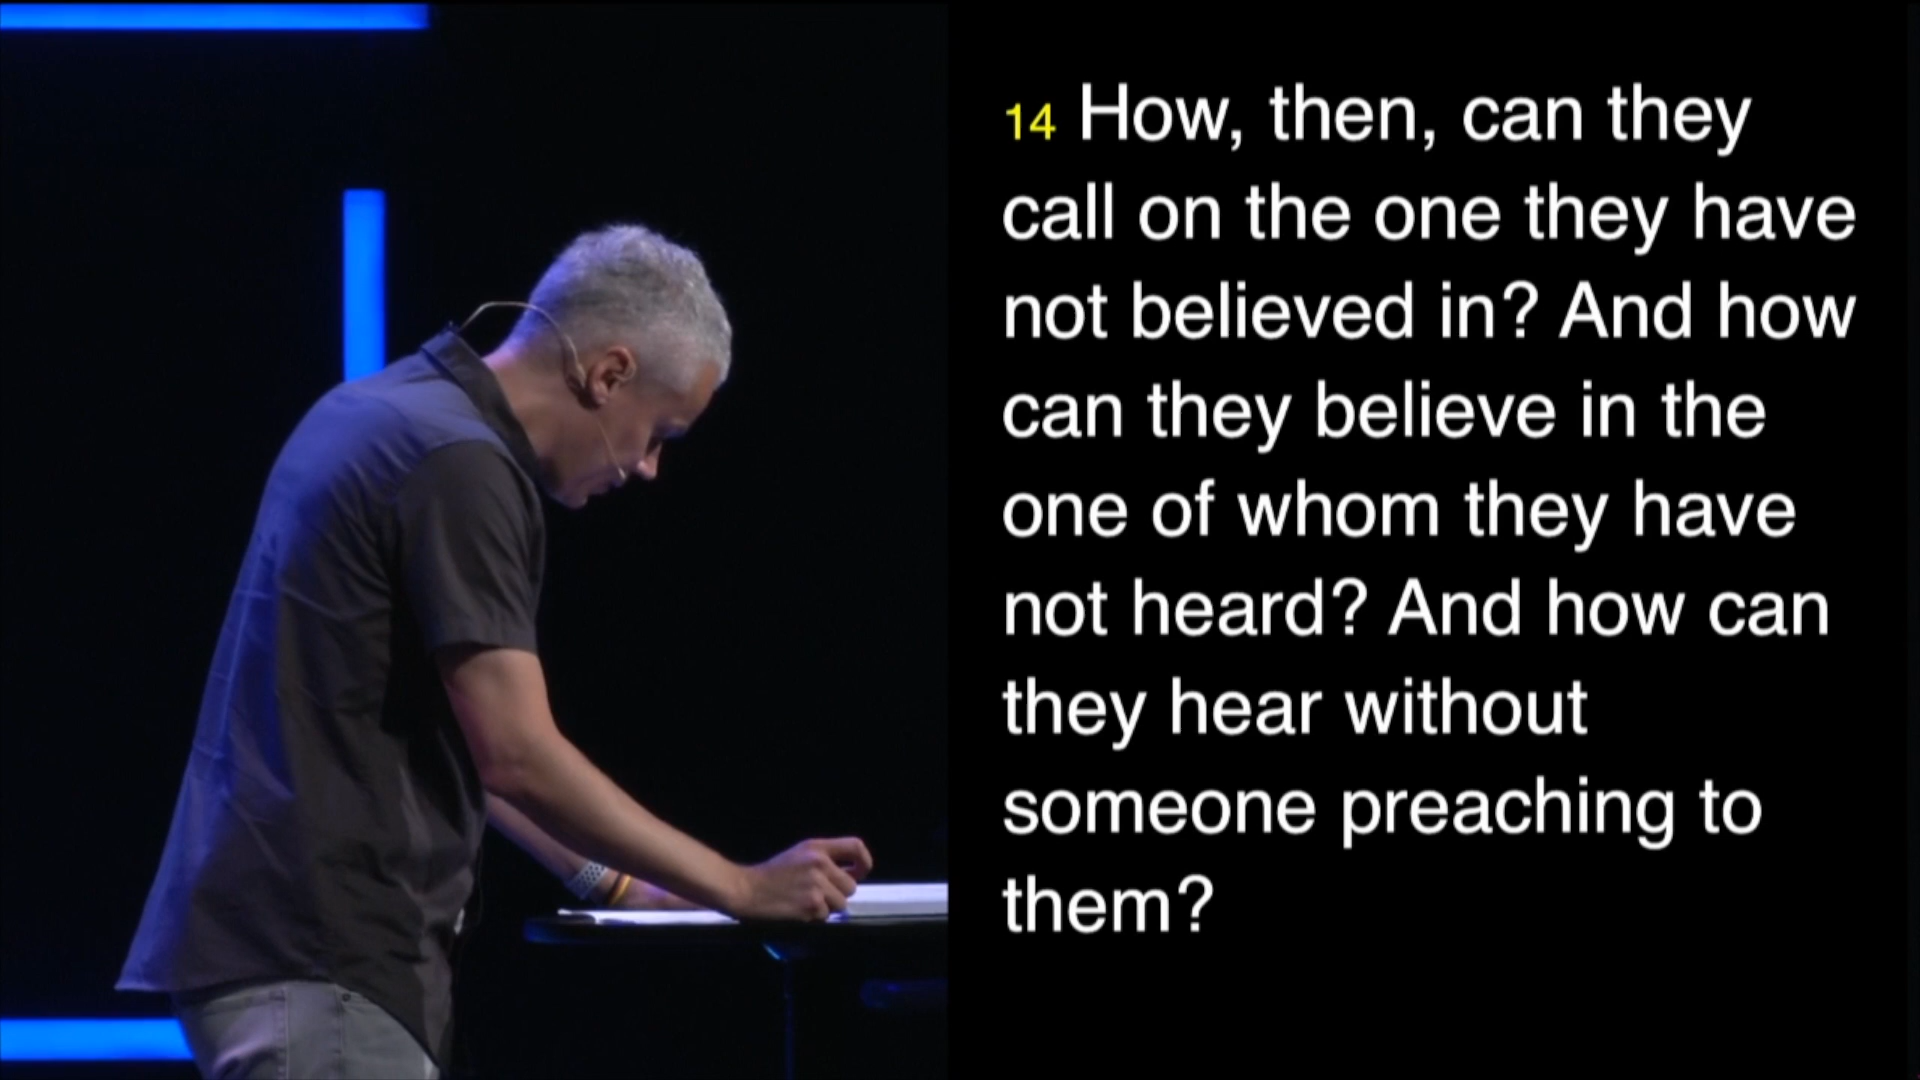 14 How, then, can they
call on the one they have
not believed in? And how
can they believe in the
one of whom they have
not heard? And how can
they hear without
someone preaching to
them?